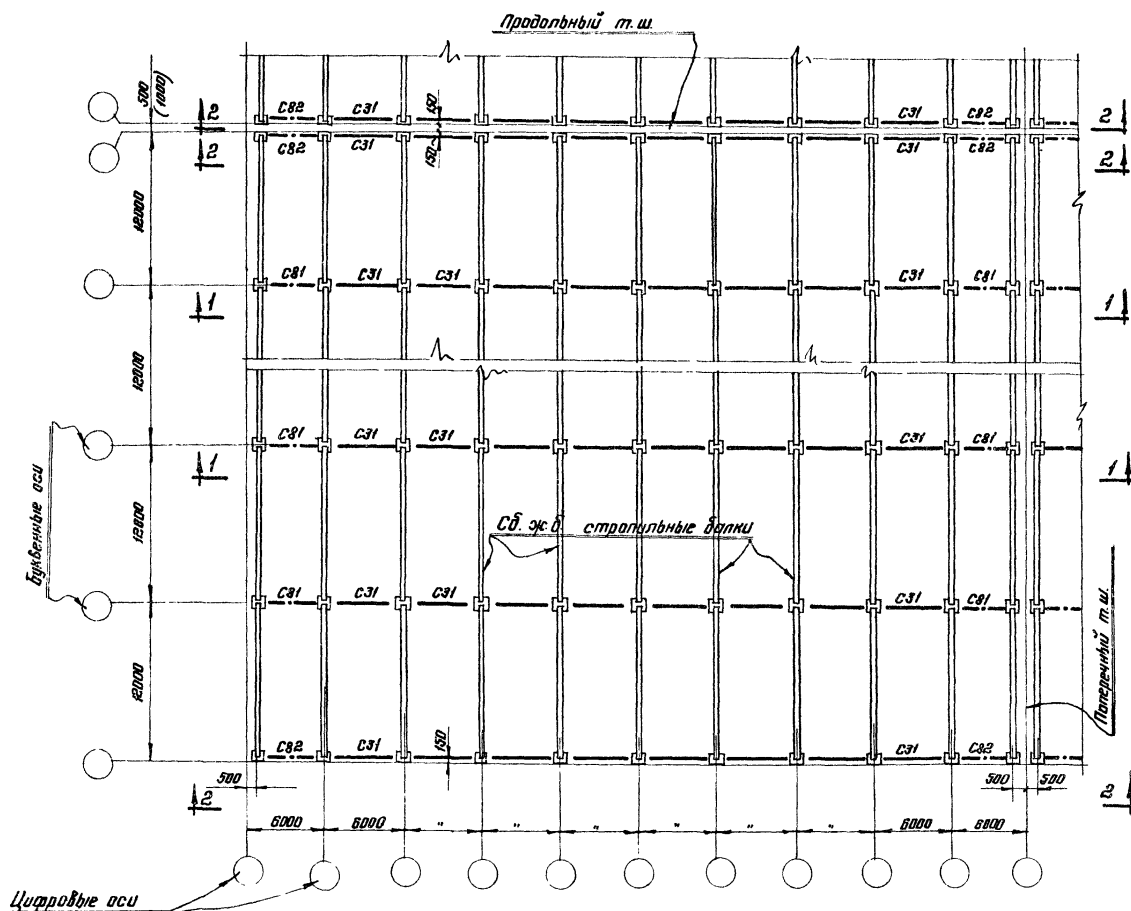 Продольный т.ш.
500
(1000)
2 С82 С31 150 С31 С82 2
2 С82 С31 150 С31 С82 2
12000
С81 С31 С31 С31 С81
1 1
12000
С81 С31 С31 С31 С81
1 1
Буквенные оси
12000
Сб. ж.б. стропильные балки
С81 С31 С31 С31 С81
12000
Поперечный т.ш.
С82 С31 150 С31 С82
500 500 500
2 2
6000 6000 " " " " " " 6000 6000
Цифровые оси